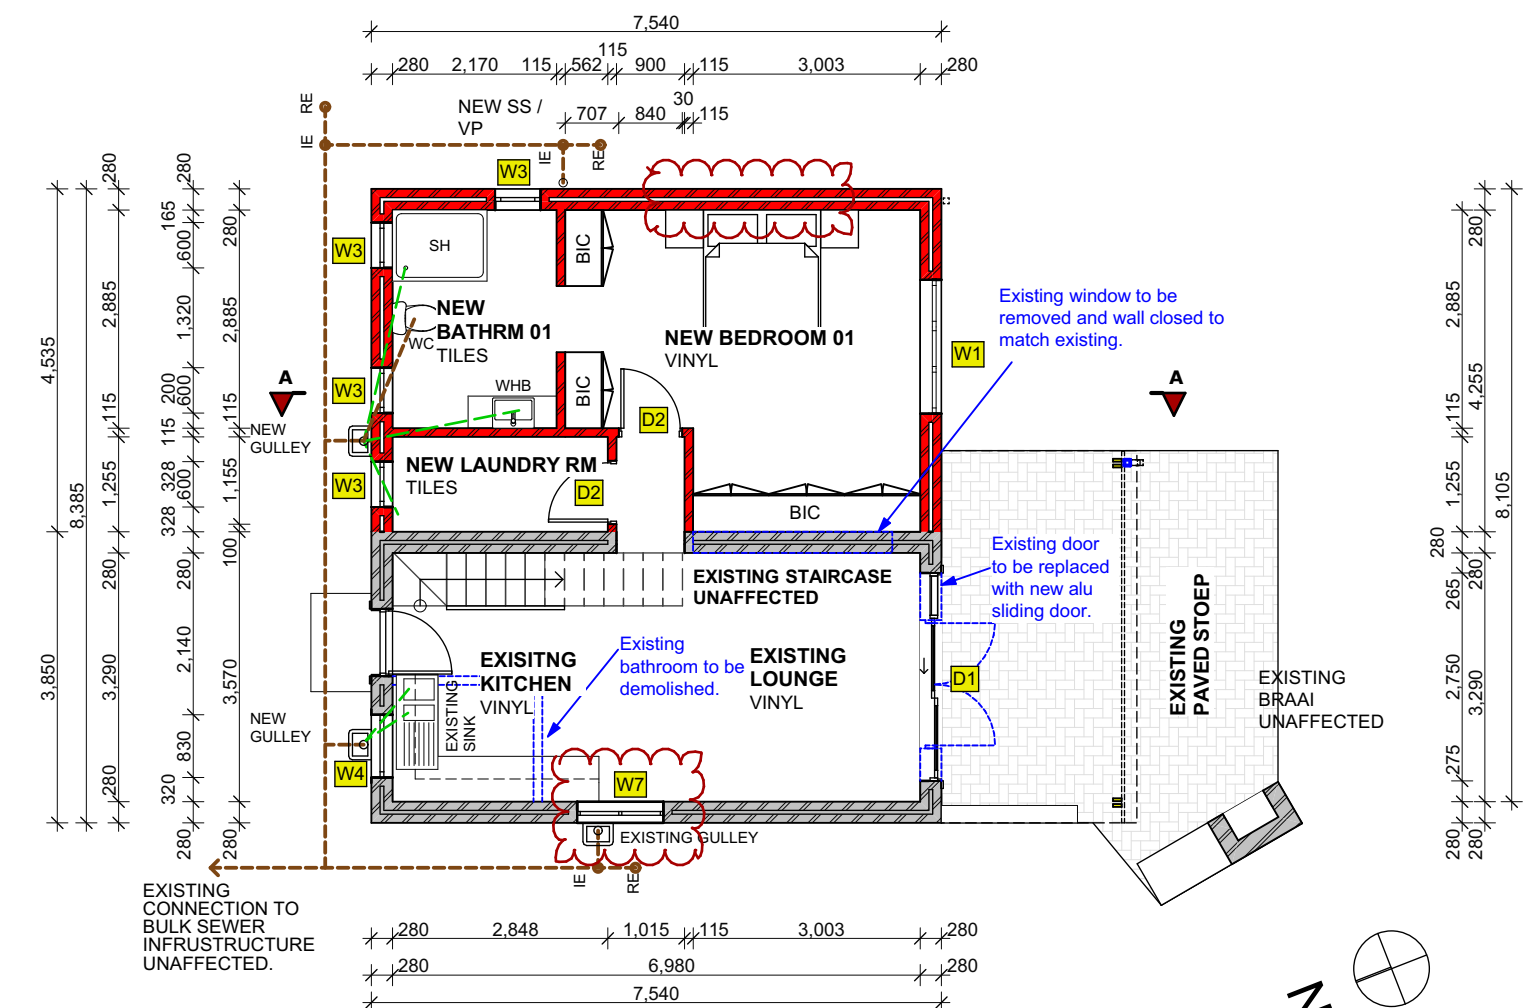 7,540
115
280 2,170 115 562 900 115 3,003 280
30
707 840 115
NEW SS /
VP
RE
IE
IE
RE
W3
W3
W3
W3
W4
W7
W1
D1
D2
D2
SH
BIC
BIC
BIC
NEW
BATHRM 01
TILES
WC
WHB
NEW BEDROOM 01
VINYL
NEW LAUNDRY RM
TILES
Existing window to be
removed and wall closed to
match existing.
A
A
NEW
GULLEY
EXISTING STAIRCASE
UNAFFECTED
Existing door
to be replaced
with new alu
sliding door.
EXISITNG
KITCHEN
VINYL
Existing
bathroom to be
demolished.
EXISTING
LOUNGE
VINYL
EXISTING
SINK
EXISTING
PAVED STOEP
EXISTING
BRAAI
UNAFFECTED
NEW
GULLEY
EXISTING GULLEY
IE
RE
EXISTING
CONNECTION TO
BULK SEWER
INFRUSTRUCTURE
UNAFFECTED.
4,535
3,850
8,385
280
2,885
115
1,255
280
3,290
280
280
165
600
1,320
200
600
115
328
600
328
280
2,140
830
320
280
280
2,885
115
1,155
100
3,570
280
280
2,885
115
1,255
280
265
2,750
275
280
4,255
280
3,290
280
8,105
280 2,848 1,015 115 3,003 280
280 6,980 280
7,540